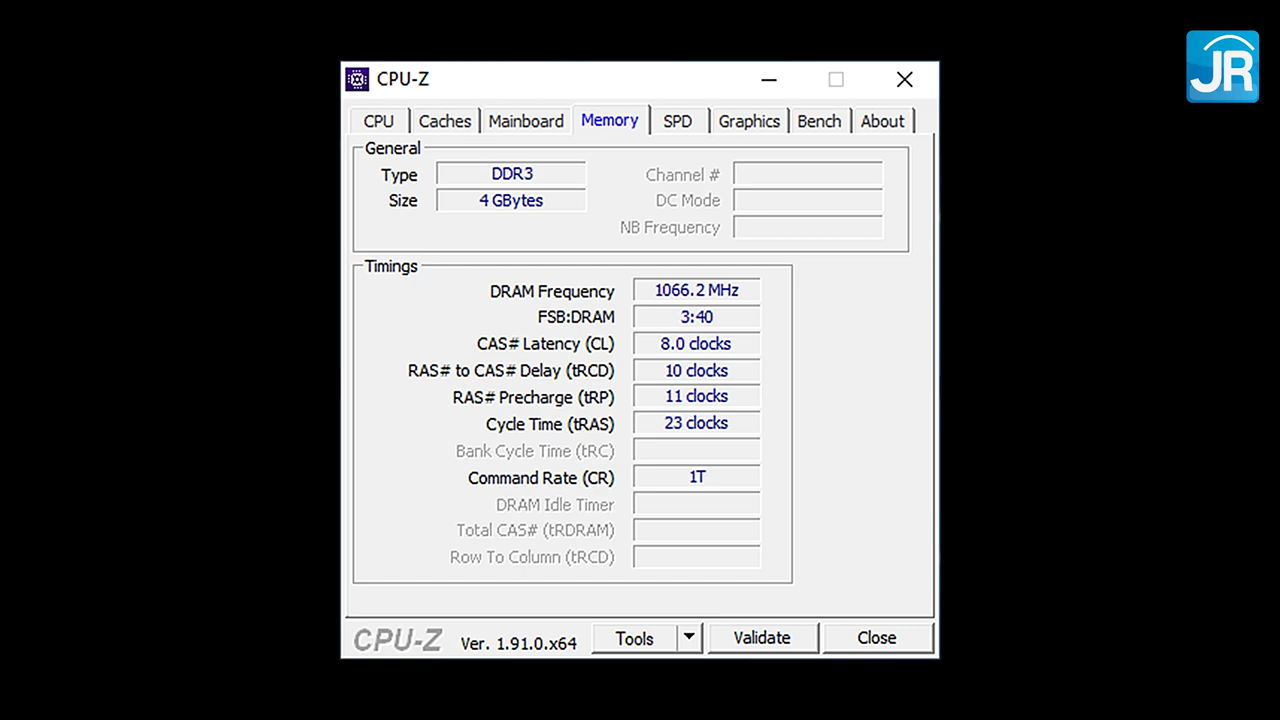 JR
CPU-Z
CPU Caches Mainboard Memory SPD Graphics Bench About
General
Type DDR3 Channel #
Size 4 GBytes DC Mode
NB Frequency
Timings
DRAM Frequency 1066.2 MHz
FSB:DRAM 3:40
CAS# Latency (CL) 8.0 clocks
RAS# to CAS# Delay (tRCD) 10 clocks
RAS# Precharge (tRP) 11 clocks
Cycle Time (tRAS) 23 clocks
Bank Cycle Time (tRC)
Command Rate (CR) 1T
DRAM Idle Timer
Total CAS# (tRDRAM)
Row To Column (tRCD)
CPU-Z Ver. 1.91.0.x64 Tools Validate Close